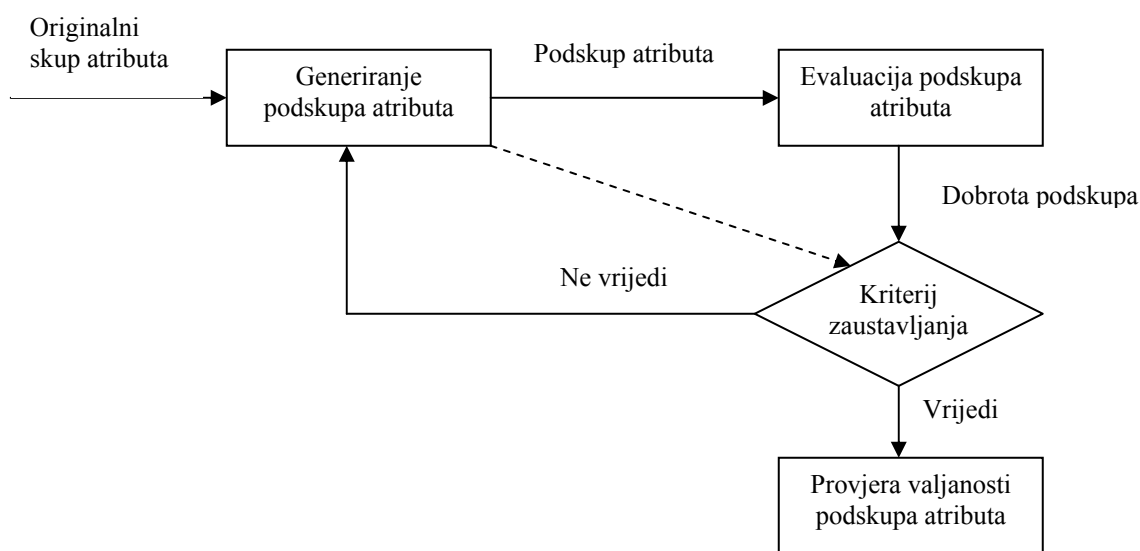 Originalni
skup atributa
Generiranje
podskupa atributa
Podskup atributa
Evaluacija podskupa
atributa
Dobrota podskupa
Ne vrijedi
Kriterij
zaustavljanja
Vrijedi
Provjera valjanosti
podskupa atributa